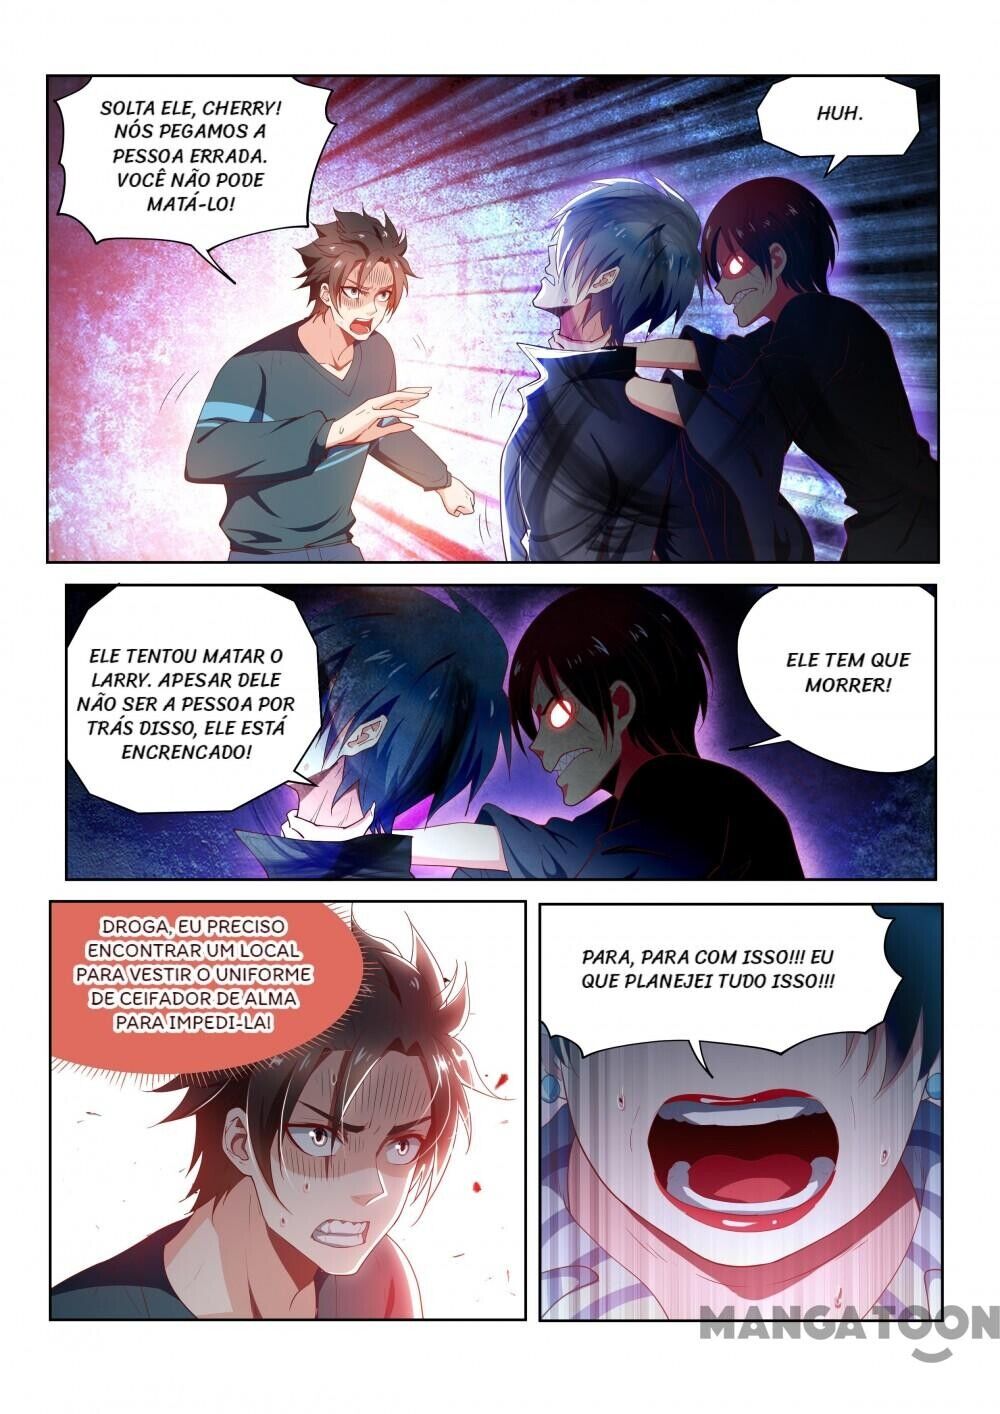 SOLTA ELE, CHERRY!
NÓS PEGAMOS A
PESSOA ERRADA.
VOCÊ NÃO PODE
MATÁ-LO!
HUH.
ELE TENTOU MATAR O
LARRY. APESAR DELE
NÃO SER A PESSOA POR
TRÁS DISSO, ELE ESTÁ
ENCRENCADO!
ELE TEM QUE
MORRER!
DROGA, EU PRECISO
ENCONTRAR UM LOCAL
PARA VESTIR O UNIFORME
DE CEIFADOR DE ALMA
PARA IMPEDI-LA!
PARA, PARA COM ISSO!!! EU
QUE PLANEJEI TUDO ISSO!!!
MANGATOON